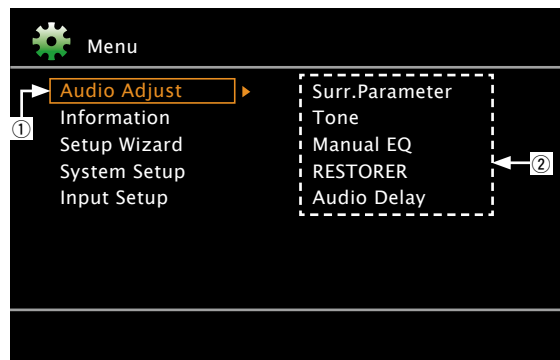 Menu
Audio Adjust
Information
Setup Wizard
System Setup
Input Setup
①
Surr.Parameter
Tone
Manual EQ
RESTORER
Audio Delay
②